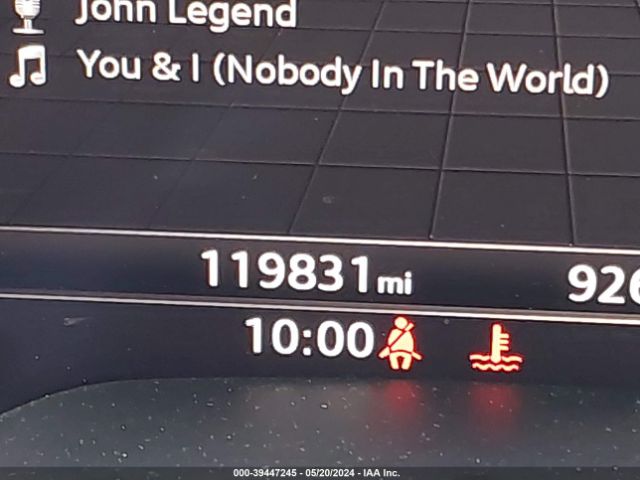 John Legend
You & I (Nobody In The World)
119831 mi 926
10:00
000-39447245 - 05/20/2024 - IAA Inc.